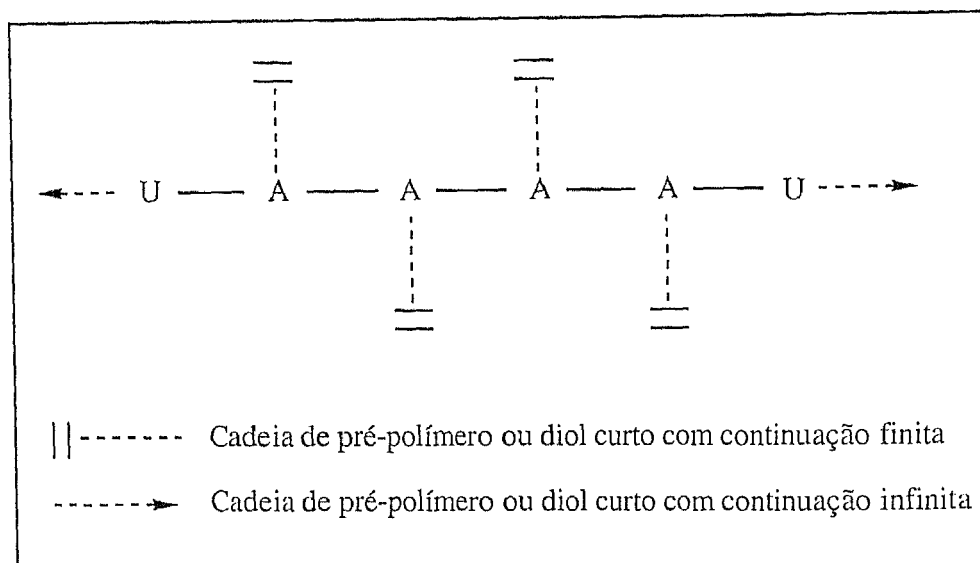 U A A A A U
Cadeia de pré-polímero ou diol curto com continuação finita
Cadeia de pré-polímero ou diol curto com continuação infinita